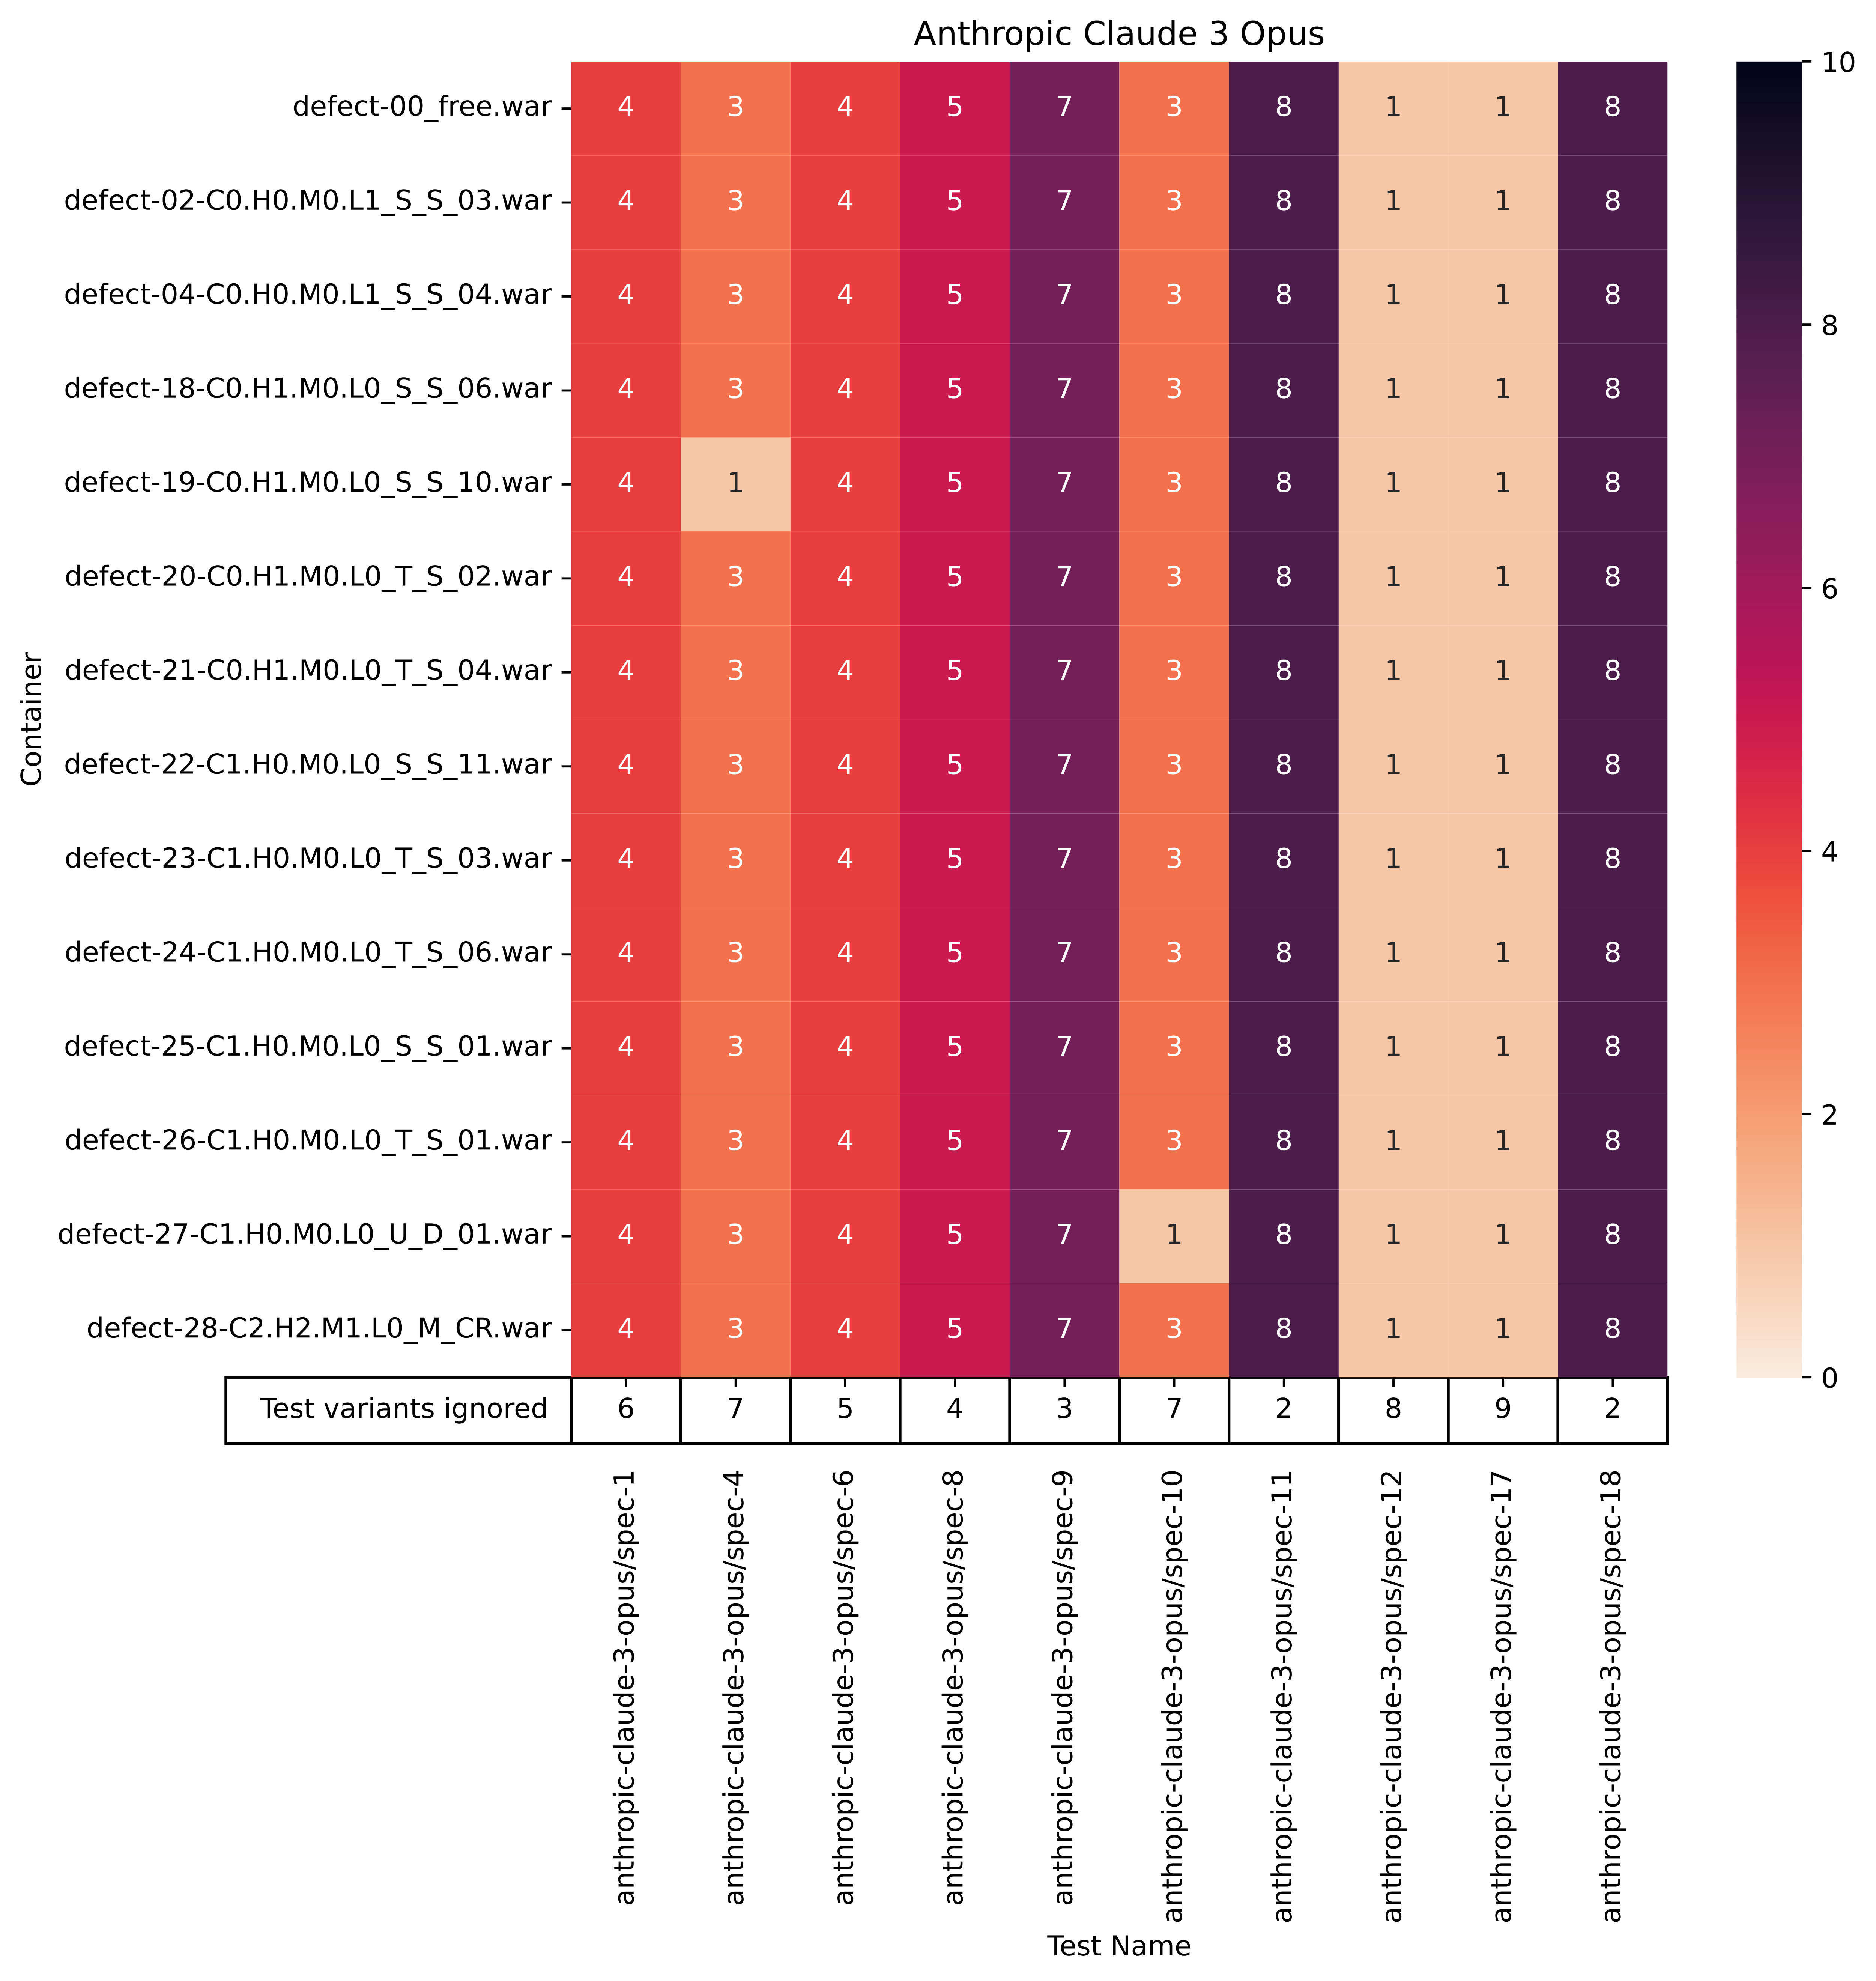 Anthropic Claude 3 Opus
Container
defect-00_free.war 4 3 4 5 7 3 8 1 1 8
defect-02-C0.H0.M0.L1_S_S_03.war 4 3 4 5 7 3 8 1 1 8
defect-04-C0.H0.M0.L1_S_S_04.war 4 3 4 5 7 3 8 1 1 8
defect-18-C0.H1.M0.L0_S_S_06.war 4 3 4 5 7 3 8 1 1 8
defect-19-C0.H1.M0.L0_S_S_10.war 4 1 4 5 7 3 8 1 1 8
defect-20-C0.H1.M0.L0_T_S_02.war 4 3 4 5 7 3 8 1 1 8
defect-21-C0.H1.M0.L0_T_S_04.war 4 3 4 5 7 3 8 1 1 8
defect-22-C1.H0.M0.L0_S_S_11.war 4 3 4 5 7 3 8 1 1 8
defect-23-C1.H0.M0.L0_T_S_03.war 4 3 4 5 7 3 8 1 1 8
defect-24-C1.H0.M0.L0_T_S_06.war 4 3 4 5 7 3 8 1 1 8
defect-25-C1.H0.M0.L0_S_S_01.war 4 3 4 5 7 3 8 1 1 8
defect-26-C1.H0.M0.L0_T_S_01.war 4 3 4 5 7 3 8 1 1 8
defect-27-C1.H0.M0.L0_U_D_01.war 4 3 4 5 7 1 8 1 1 8
defect-28-C2.H2.M1.L0_M_CR.war 4 3 4 5 7 3 8 1 1 8
Test variants ignored 6 7 5 4 3 7 2 8 9 2
anthropic-claude-3-opus/spec-1
anthropic-claude-3-opus/spec-4
anthropic-claude-3-opus/spec-6
anthropic-claude-3-opus/spec-8
anthropic-claude-3-opus/spec-9
anthropic-claude-3-opus/spec-10
anthropic-claude-3-opus/spec-11
anthropic-claude-3-opus/spec-12
anthropic-claude-3-opus/spec-17
anthropic-claude-3-opus/spec-18
Test Name
10
8
6
4
2
0